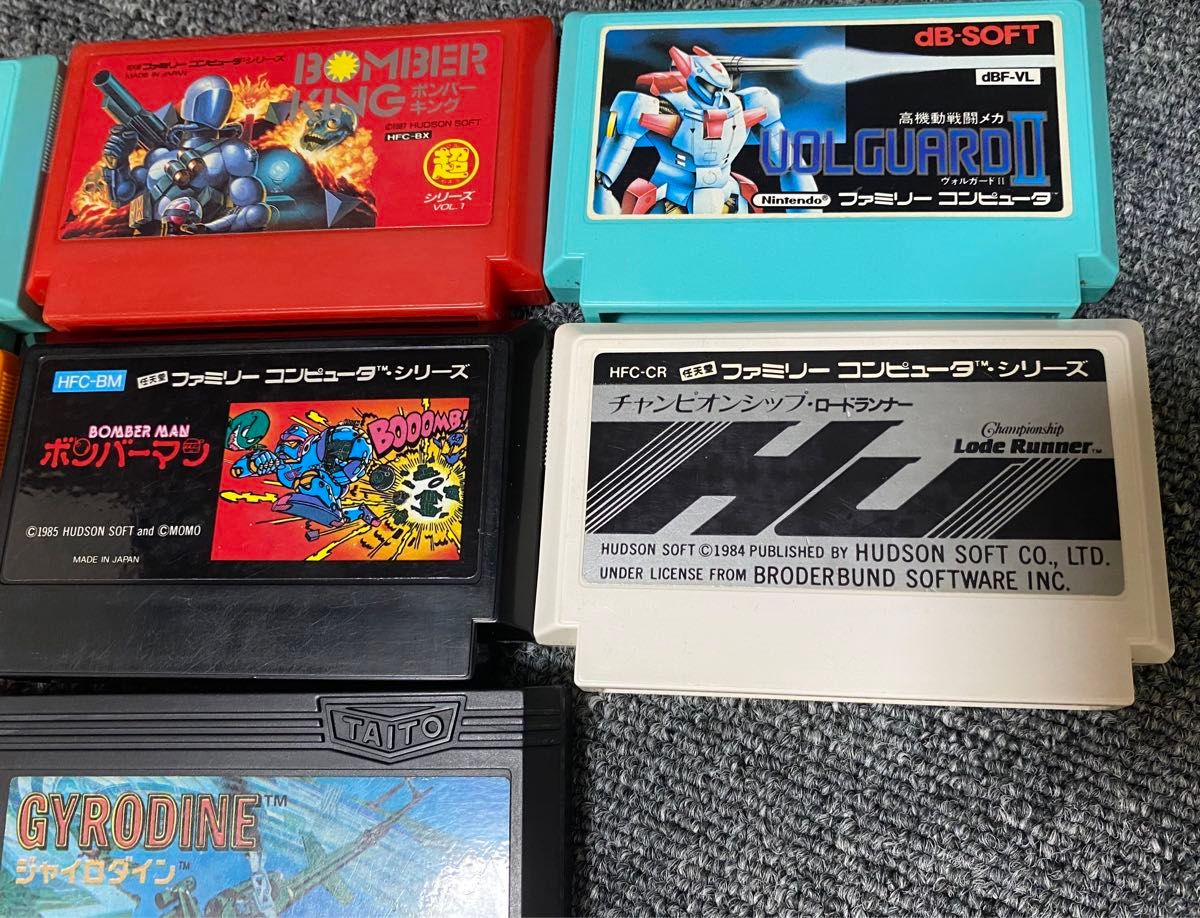 任天堂 ファミリー コンピュータ™・シリーズ
MADE IN JAPAN
BOMBER
KING
ボンバー
キング
©1987 HUDSON SOFT
HFC-BX
超
シリーズ
VOL.1
dB-SOFT
dBF-VL
高機動戦闘メカ
VOLGUARD II
ヴォルガードII
Nintendo® ファミリー コンピュータ™
HFC-BM 任天堂 ファミリー コンピュータ™・シリーズ
BOMBER MAN
ボンバーマン
BOOOMB!
©1985 HUDSON SOFT and ©MOMO
MADE IN JAPAN
HFC-CR 任天堂 ファミリー コンピュータ™・シリーズ
チャンピオンシップ・ロードランナー
Championship
Lode Runner™
HU
HUDSON SOFT ©1984 PUBLISHED BY HUDSON SOFT CO., LTD.
UNDER LICENSE FROM BRODERBUND SOFTWARE INC.
TAITO
GYRODINE™
ジャイロダイン™